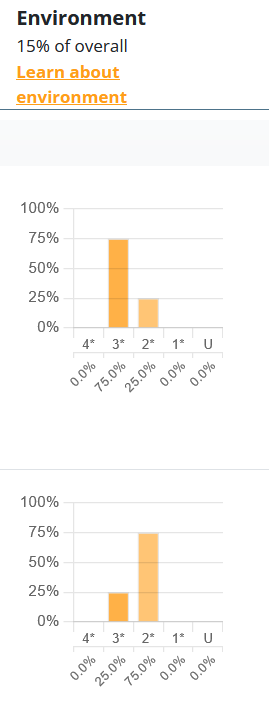 Environment
15% of overall
Learn about
environment
100%
75%
50%
25%
0%
4* 3* 2* 1* U
0.0% 75.0% 25.0% 0.0% 0.0%
100%
75%
50%
25%
0%
4* 3* 2* 1* U
0.0% 25.0% 75.0% 0.0% 0.0%